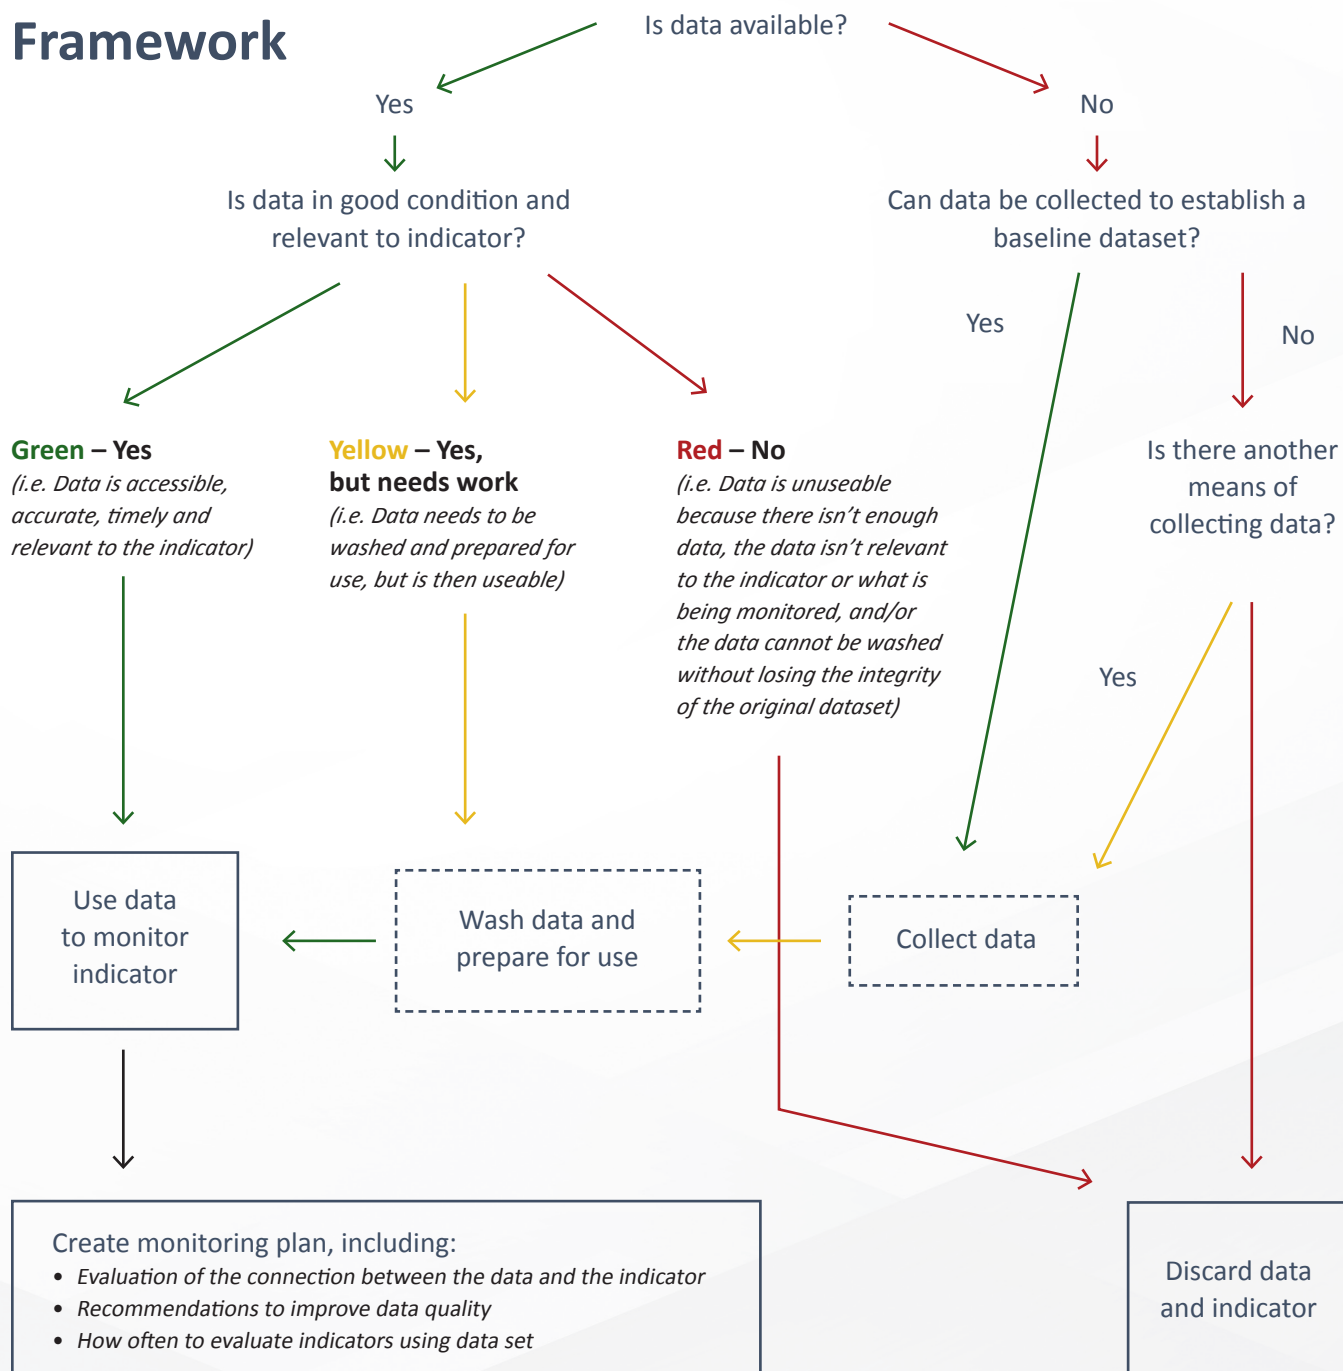 Framework
Is data available?
Yes
No
Is data in good condition and
relevant to indicator?
Can data be collected to establish a
baseline dataset?
Yes
No
Green – Yes
(i.e. Data is accessible,
accurate, timely and
relevant to the indicator)
Yellow – Yes,
but needs work
(i.e. Data needs to be
washed and prepared for
use, but is then useable)
Red – No
(i.e. Data is unuseable
because there isn't enough
data, the data isn't relevant
to the indicator or what is
being monitored, and/or
the data cannot be washed
without losing the integrity
of the original dataset)
Is there another
means of
collecting data?
Yes
Use data
to monitor
indicator
Wash data and
prepare for use
Collect data
Create monitoring plan, including:
• Evaluation of the connection between the data and the indicator
• Recommendations to improve data quality
• How often to evaluate indicators using data set
Discard data
and indicator